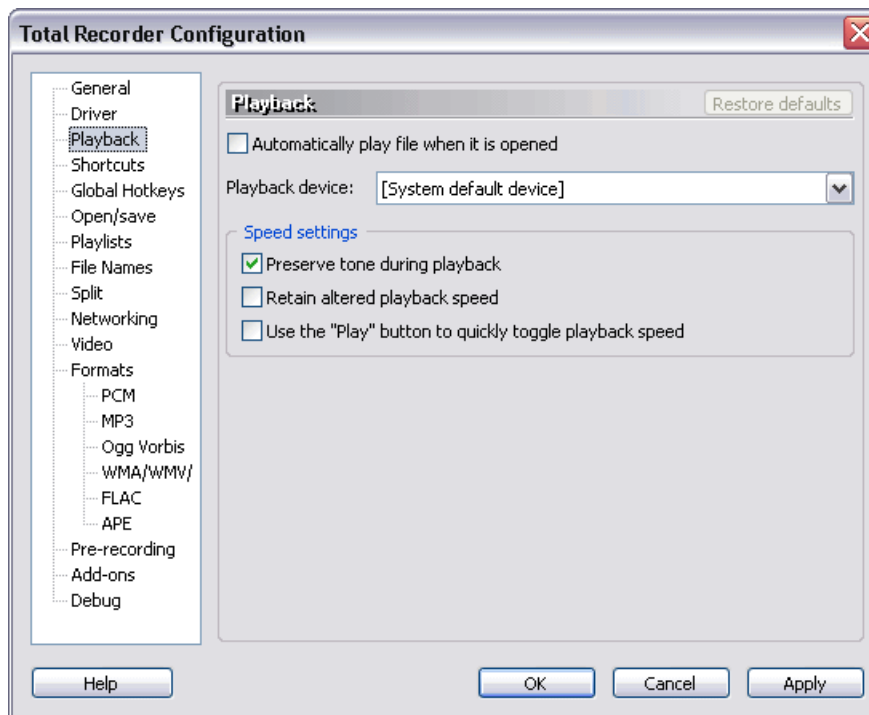 Total Recorder Configuration
General
Driver
Playback
Shortcuts
Global Hotkeys
Open/save
Playlists
File Names
Split
Networking
Video
Formats
PCM
MP3
Ogg Vorbis
WMA/WMV/
FLAC
APE
Pre-recording
Add-ons
Debug
Playback
Restore defaults
Automatically play file when it is opened
Playback device: [System default device]
Speed settings
Preserve tone during playback
Retain altered playback speed
Use the "Play" button to quickly toggle playback speed
Help
OK
Cancel
Apply